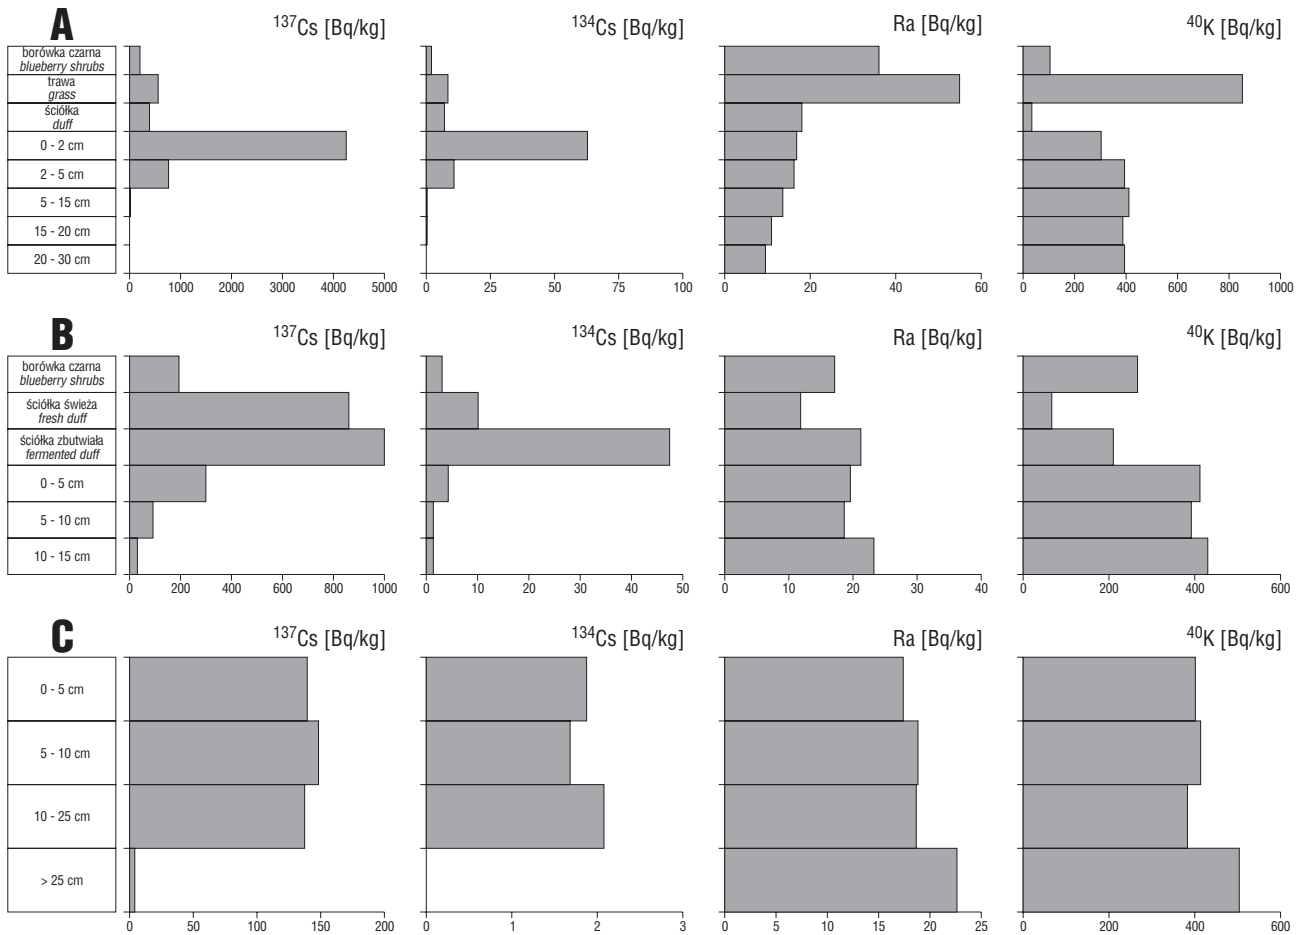 A
¹³⁷Cs [Bq/kg]
¹³⁴Cs [Bq/kg]
Ra [Bq/kg]
⁴⁰K [Bq/kg]
borówka czarna
blueberry shrubs
trawa
grass
ściółka
duff
0 - 2 cm
2 - 5 cm
5 - 15 cm
15 - 20 cm
20 - 30 cm
0 1000 2000 3000 4000 5000
0 25 50 75 100
0 20 40 60
0 200 400 600 800 1000
B
¹³⁷Cs [Bq/kg]
¹³⁴Cs [Bq/kg]
Ra [Bq/kg]
⁴⁰K [Bq/kg]
borówka czarna
blueberry shrubs
ściółka świeża
fresh duff
ściółka zbutwiała
fermented duff
0 - 5 cm
5 - 10 cm
10 - 15 cm
0 200 400 600 800 1000
0 10 20 30 40 50
0 10 20 30 40
0 200 400 600
C
¹³⁷Cs [Bq/kg]
¹³⁴Cs [Bq/kg]
Ra [Bq/kg]
⁴⁰K [Bq/kg]
0 - 5 cm
5 - 10 cm
10 - 25 cm
> 25 cm
0 50 100 150 200
0 1 2 3
0 5 10 15 20 25
0 200 400 600